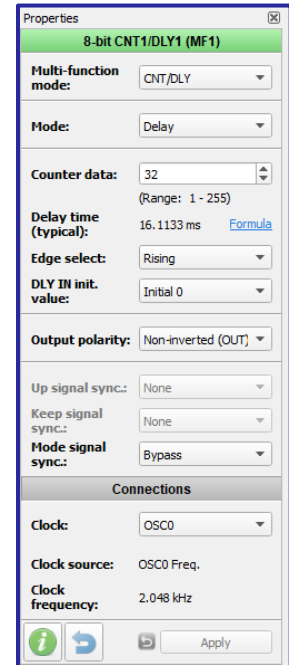 Properties
8-bit CNT1/DLY1 (MF1)
Multi-function
mode:
CNT/DLY
Mode:
Delay
Counter data:
32
(Range: 1 - 255)
Delay time
(typical):
16.1133 ms
Formula
Edge select:
Rising
DLY IN init.
value:
Initial 0
Output polarity:
Non-inverted (OUT)
Up signal sync.:
None
Keep signal
sync.:
None
Mode signal
sync.:
Bypass
Connections
Clock:
OSC0
Clock source:
OSC0 Freq.
Clock
frequency:
2.048 kHz
Apply